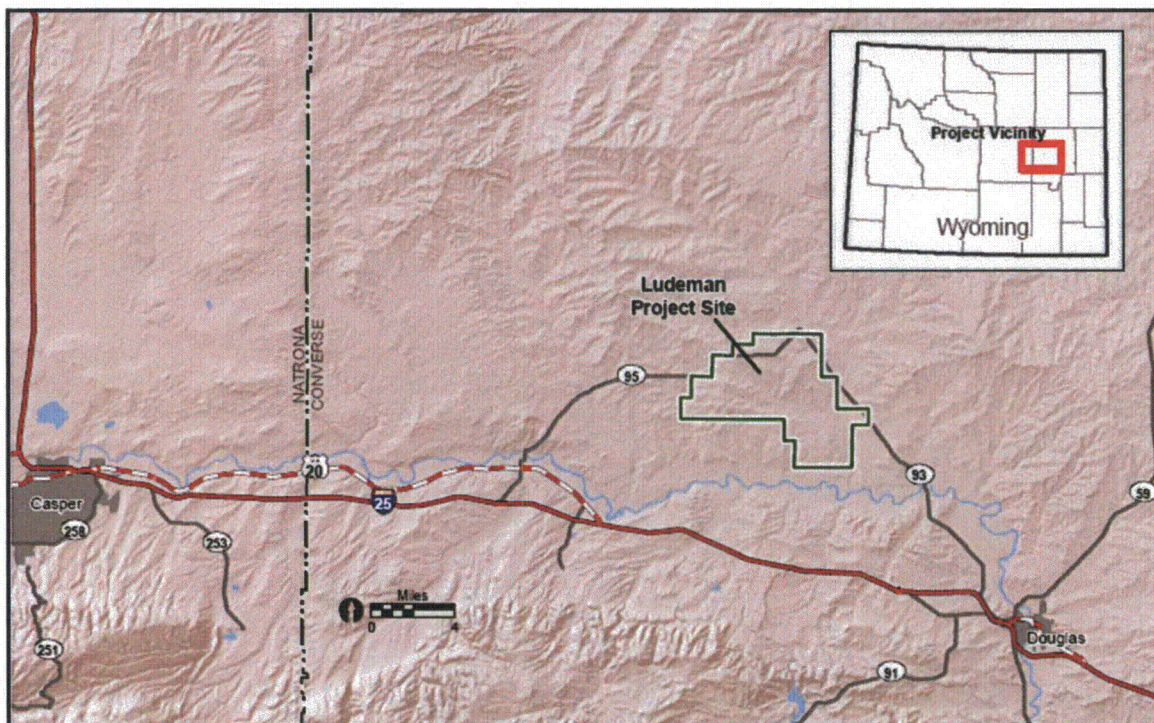 Project Vicinity
Wyoming
Ludeman
Project Site
NATRONA
CONVERSE
95
20
25
93
59
Casper
258
253
Miles
0 4
251
Douglas
91